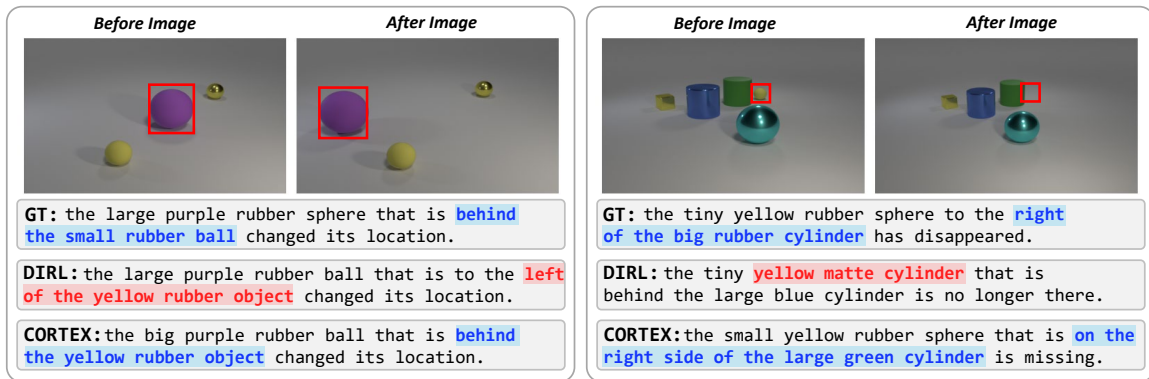 Before Image
After Image
GT: the large purple rubber sphere that is behind
the small rubber ball changed its location.
DIRL: the large purple rubber ball that is to the left
of the yellow rubber object changed its location.
CORTEX: the big purple rubber ball that is behind
the yellow rubber object changed its location.
Before Image
After Image
GT: the tiny yellow rubber sphere to the right
of the big rubber cylinder has disappeared.
DIRL: the tiny yellow matte cylinder that is
behind the large blue cylinder is no longer there.
CORTEX: the small yellow rubber sphere that is on the
right side of the large green cylinder is missing.